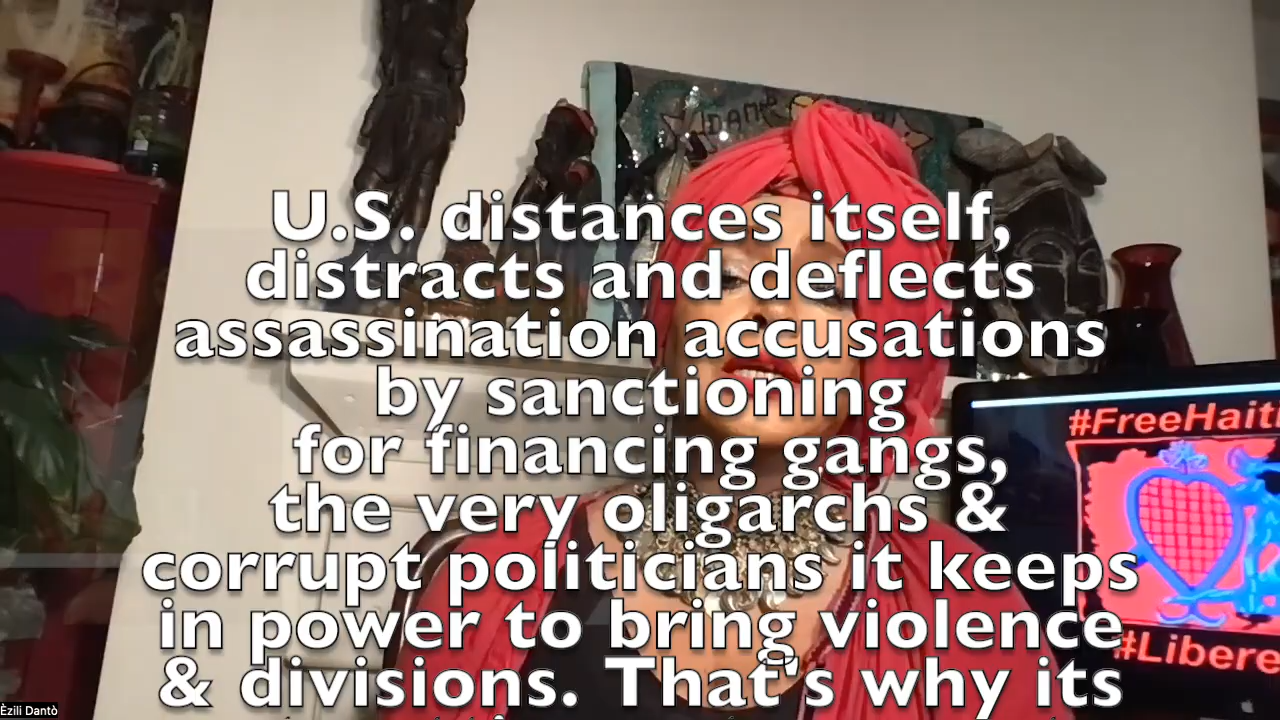 U.S. distances itself,
distracts and deflects
assassination accusations
by sanctioning
for financing gangs,
the very oligarchs &
corrupt politicians it keeps
in power to bring violence
& divisions. That's why its
#FreeHaiti
#Libere
Èzili Dantò